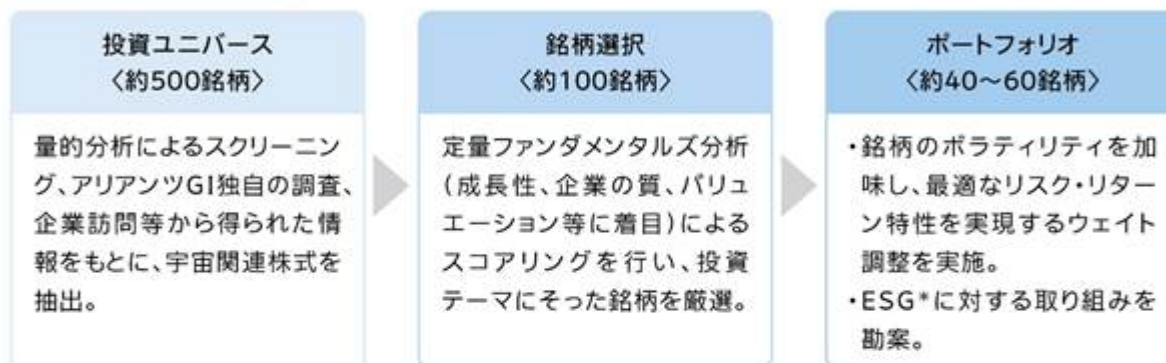 投資ユニバース
〈約500銘柄〉
量的分析によるスクリーニン
グ、アリアンツGI独自の調査、
企業訪問等から得られた情
報をもとに、宇宙関連株式を
抽出。
銘柄選択
〈約100銘柄〉
定量ファンダメンタルズ分析
(成長性、企業の質、バリュ
エーション等に着目)による
スコアリングを行い、投資
テーマにそった銘柄を厳選。
ポートフォリオ
〈約40～60銘柄〉
・銘柄のボラティリティを加
味し、最適なリスク・リター
ン特性を実現するウェイト
調整を実施。
・ESG*に対する取り組みを
勘案。